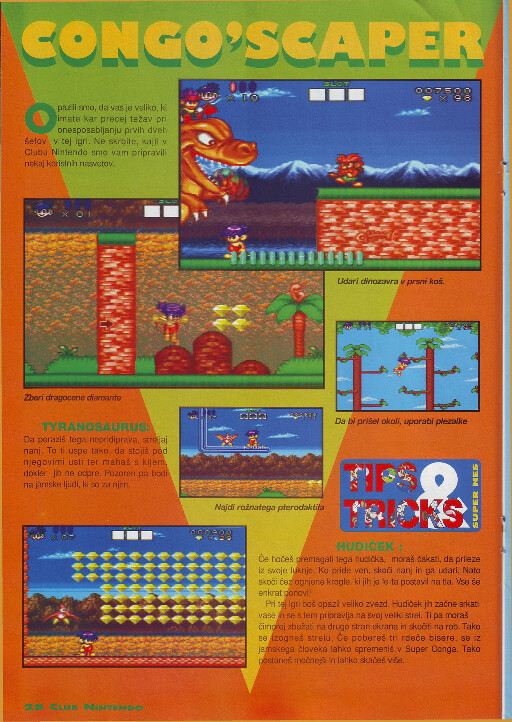 CONGO'SCAPER
Opazili smo, da vas je veliko, ki
imate kar precej težav pri
onesposabljanju prvih dveh
šefov v tej igri. Ne skrbite, kajti v
Clubu Nintendo smo vam pripravili
nekaj koristnih nasvetov.
SLOT
x 10
007500
x 98
Udari dinozavra v prsni koš.
x 01
SLOT
Zberi dragocene diamante
Da bi prišel okoli, uporabi plezalke
Najdi rožnatega pterodaktila
TYRANOSAURUS:
Da poraziš tega nepridiprava, streljaj
nanj. To ti uspe tako, da stojiš pod
njegovimi usti ter mahaš s kijem,
dokler jih ne odpre. Pozoren pa bodi
na jamske ljudi, ki so za njim.
TIPS
&
TRICKS
SUPER NES
HUDIČEK :
Če hočeš premagati tega hudička, moraš čakati, da prileze
iz svoje luknje. Ko pride ven, skoči nanj in ga udari. Nato
skoči čez ognjene krogle, ki jih je le-ta postavil na tla. Vse še
enkrat ponovi!
Pri tej igri boš opazil veliko zvezd. Hudiček jih začne srkati
vase in se s tem pripravlja na svoj veliki strel. Ti pa moraš
čimprej zbežati na drugo stran ekrana in skočiti na rob. Tako
se izogneš strelu. Če pobereš tri rdeče bisere, se iz
jamskega človeka lahko spremeniš v Super Conga. Tako
postaneš močnejši in lahko skačeš više.
28 CLUB NINTENDO